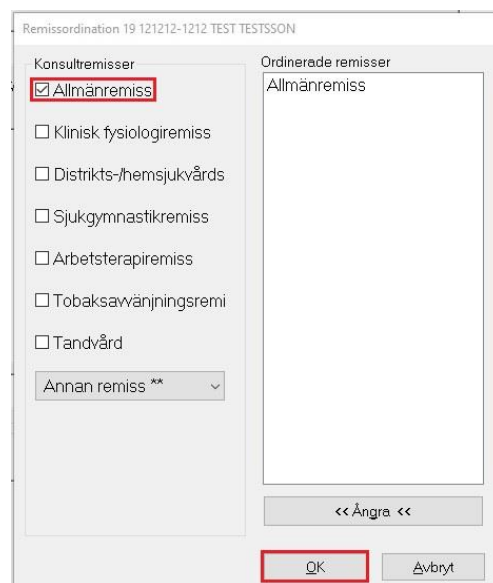 Remissordination 19 121212-1212 TEST TESTSSON
Konsultremisser
Allmänremiss
Klinisk fysiologiremiss
Distrikts-/hemsjukvårds
Sjukgymnastikremiss
Arbetsterapiremiss
Tobaksavvänjningsremi
Tandvård
Annan remiss **
Ordinerade remisser
Allmänremiss
<< Ångra <<
OK
Avbryt